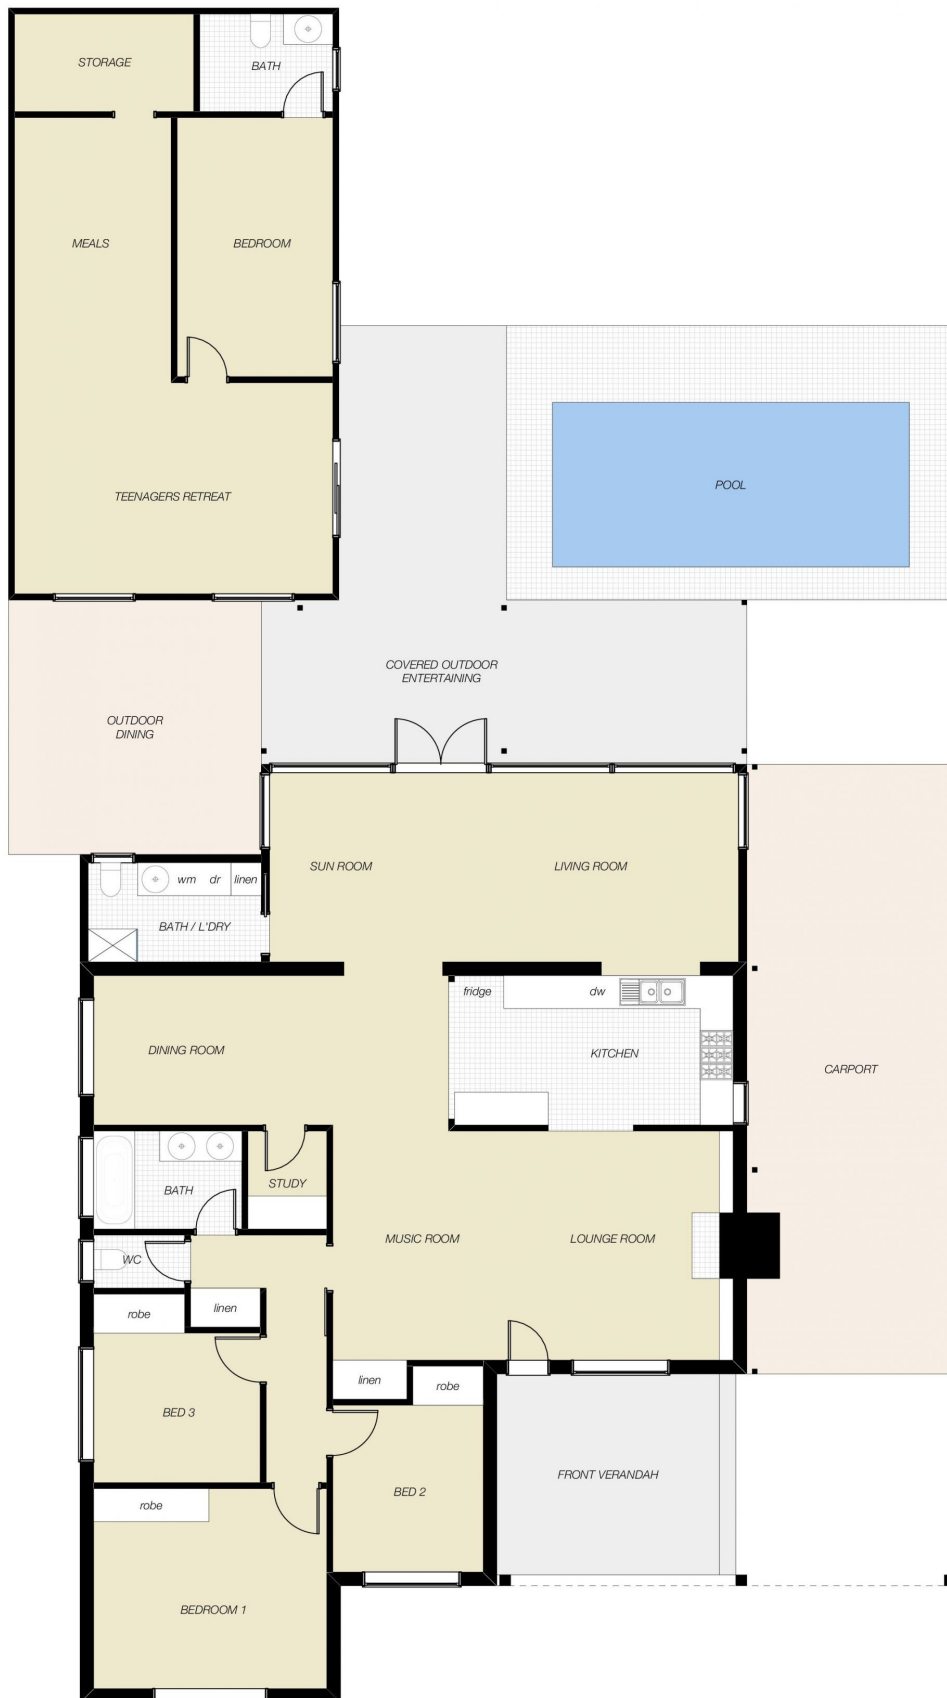 STORAGE
BATH
MEALS
BEDROOM
TEENAGERS RETREAT
POOL
COVERED OUTDOOR
ENTERTAINING
OUTDOOR
DINING
SUN ROOM
LIVING ROOM
wm dr linen
BATH / L'DRY
fridge
dw
DINING ROOM
KITCHEN
CARPORT
BATH
STUDY
MUSIC ROOM
LOUNGE ROOM
WC
linen
robe
linen
robe
BED 3
FRONT VERANDAH
BED 2
robe
BEDROOM 1